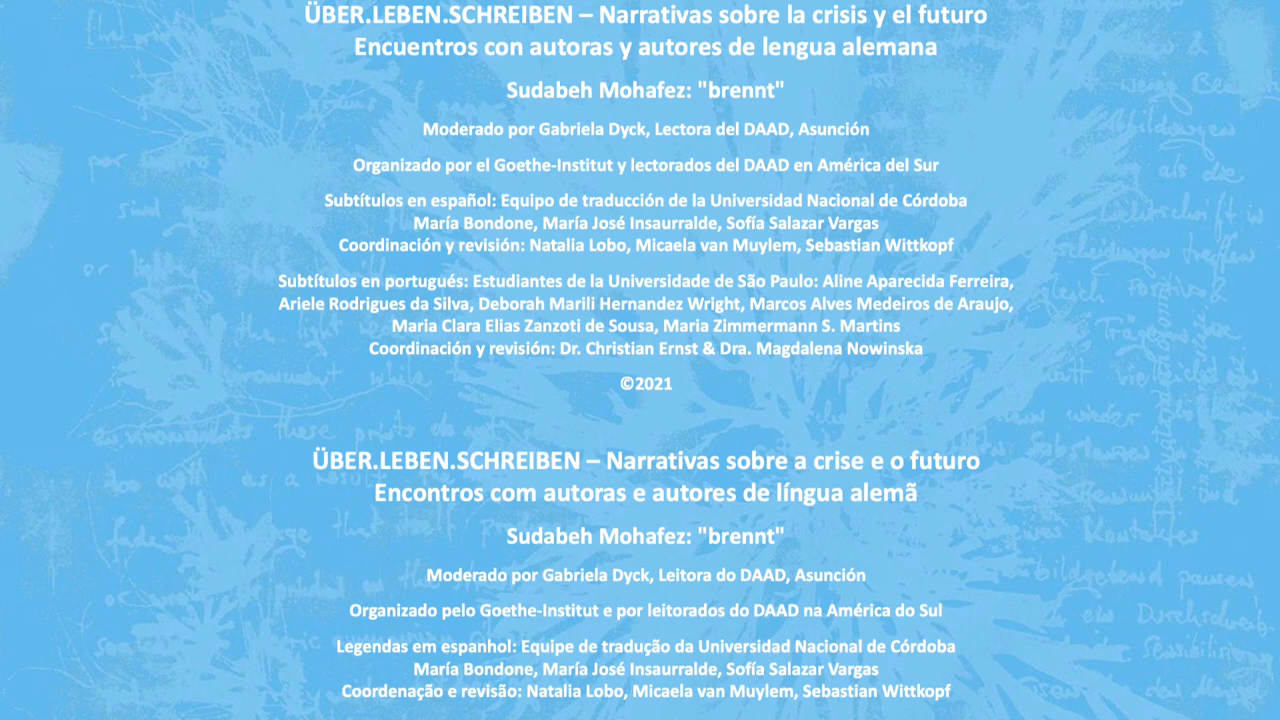 ÜBER.LEBEN.SCHREIBEN – Narrativas sobre la crisis y el futuro
Encuentros con autoras y autores de lengua alemana
Sudabeh Mohafez: "brennt"
Moderado por Gabriela Dyck, Lectora del DAAD, Asunción
Organizado por el Goethe-Institut y lectorados del DAAD en América del Sur
Subtítulos en español: Equipo de traducción de la Universidad Nacional de Córdoba
María Bondone, María José Insaurralde, Sofía Salazar Vargas
Coordinación y revisión: Natalia Lobo, Micaela van Muylem, Sebastian Wittkopf
Subtítulos en portugués: Estudiantes de la Universidade de São Paulo: Aline Aparecida Ferreira,
Ariele Rodrigues da Silva, Deborah Marili Hernandez Wright, Marcos Alves Medeiros de Araujo,
Maria Clara Elias Zanzoti de Sousa, Maria Zimmermann S. Martins
Coordinación y revisión: Dr. Christian Ernst & Dra. Magdalena Nowinska
©2021
ÜBER.LEBEN.SCHREIBEN – Narrativas sobre a crise e o futuro
Encontros com autoras e autores de língua alemã
Sudabeh Mohafez: "brennt"
Moderado por Gabriela Dyck, Leitora do DAAD, Asunción
Organizado pelo Goethe-Institut e por leitorados do DAAD na América do Sul
Legendas em espanhol: Equipe de tradução da Universidad Nacional de Córdoba
María Bondone, María José Insaurralde, Sofía Salazar Vargas
Coordenação e revisão: Natalia Lobo, Micaela van Muylem, Sebastian Wittkopf